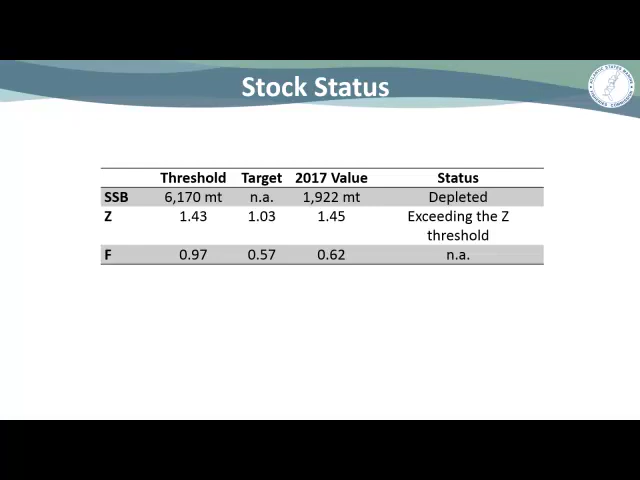 Stock Status
Threshold Target 2017 Value Status
SSB 6,170 mt n.a. 1,922 mt Depleted
Z 1.43 1.03 1.45 Exceeding the Z
threshold
F 0.97 0.57 0.62 n.a.